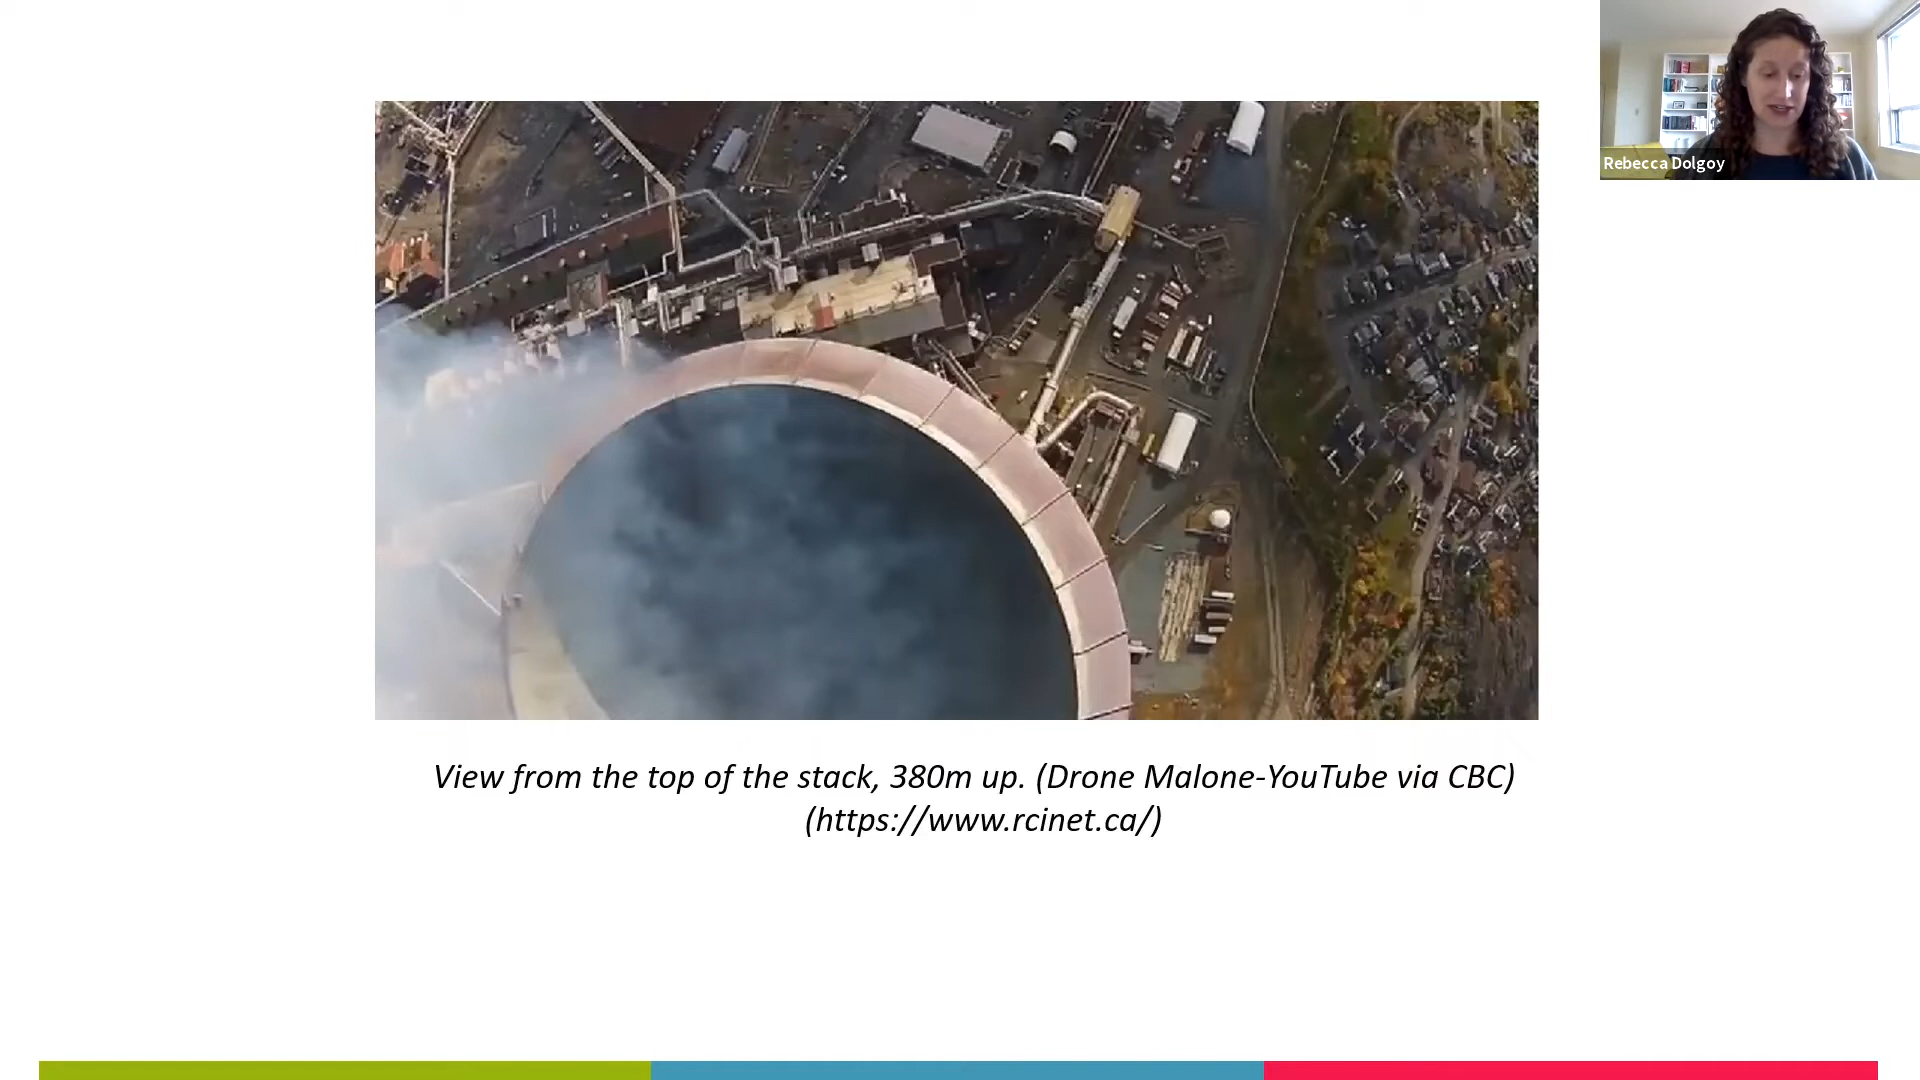 Rebecca Dolgoy
View from the top of the stack, 380m up. (Drone Malone-YouTube via CBC)
(https://www.rcinet.ca/)